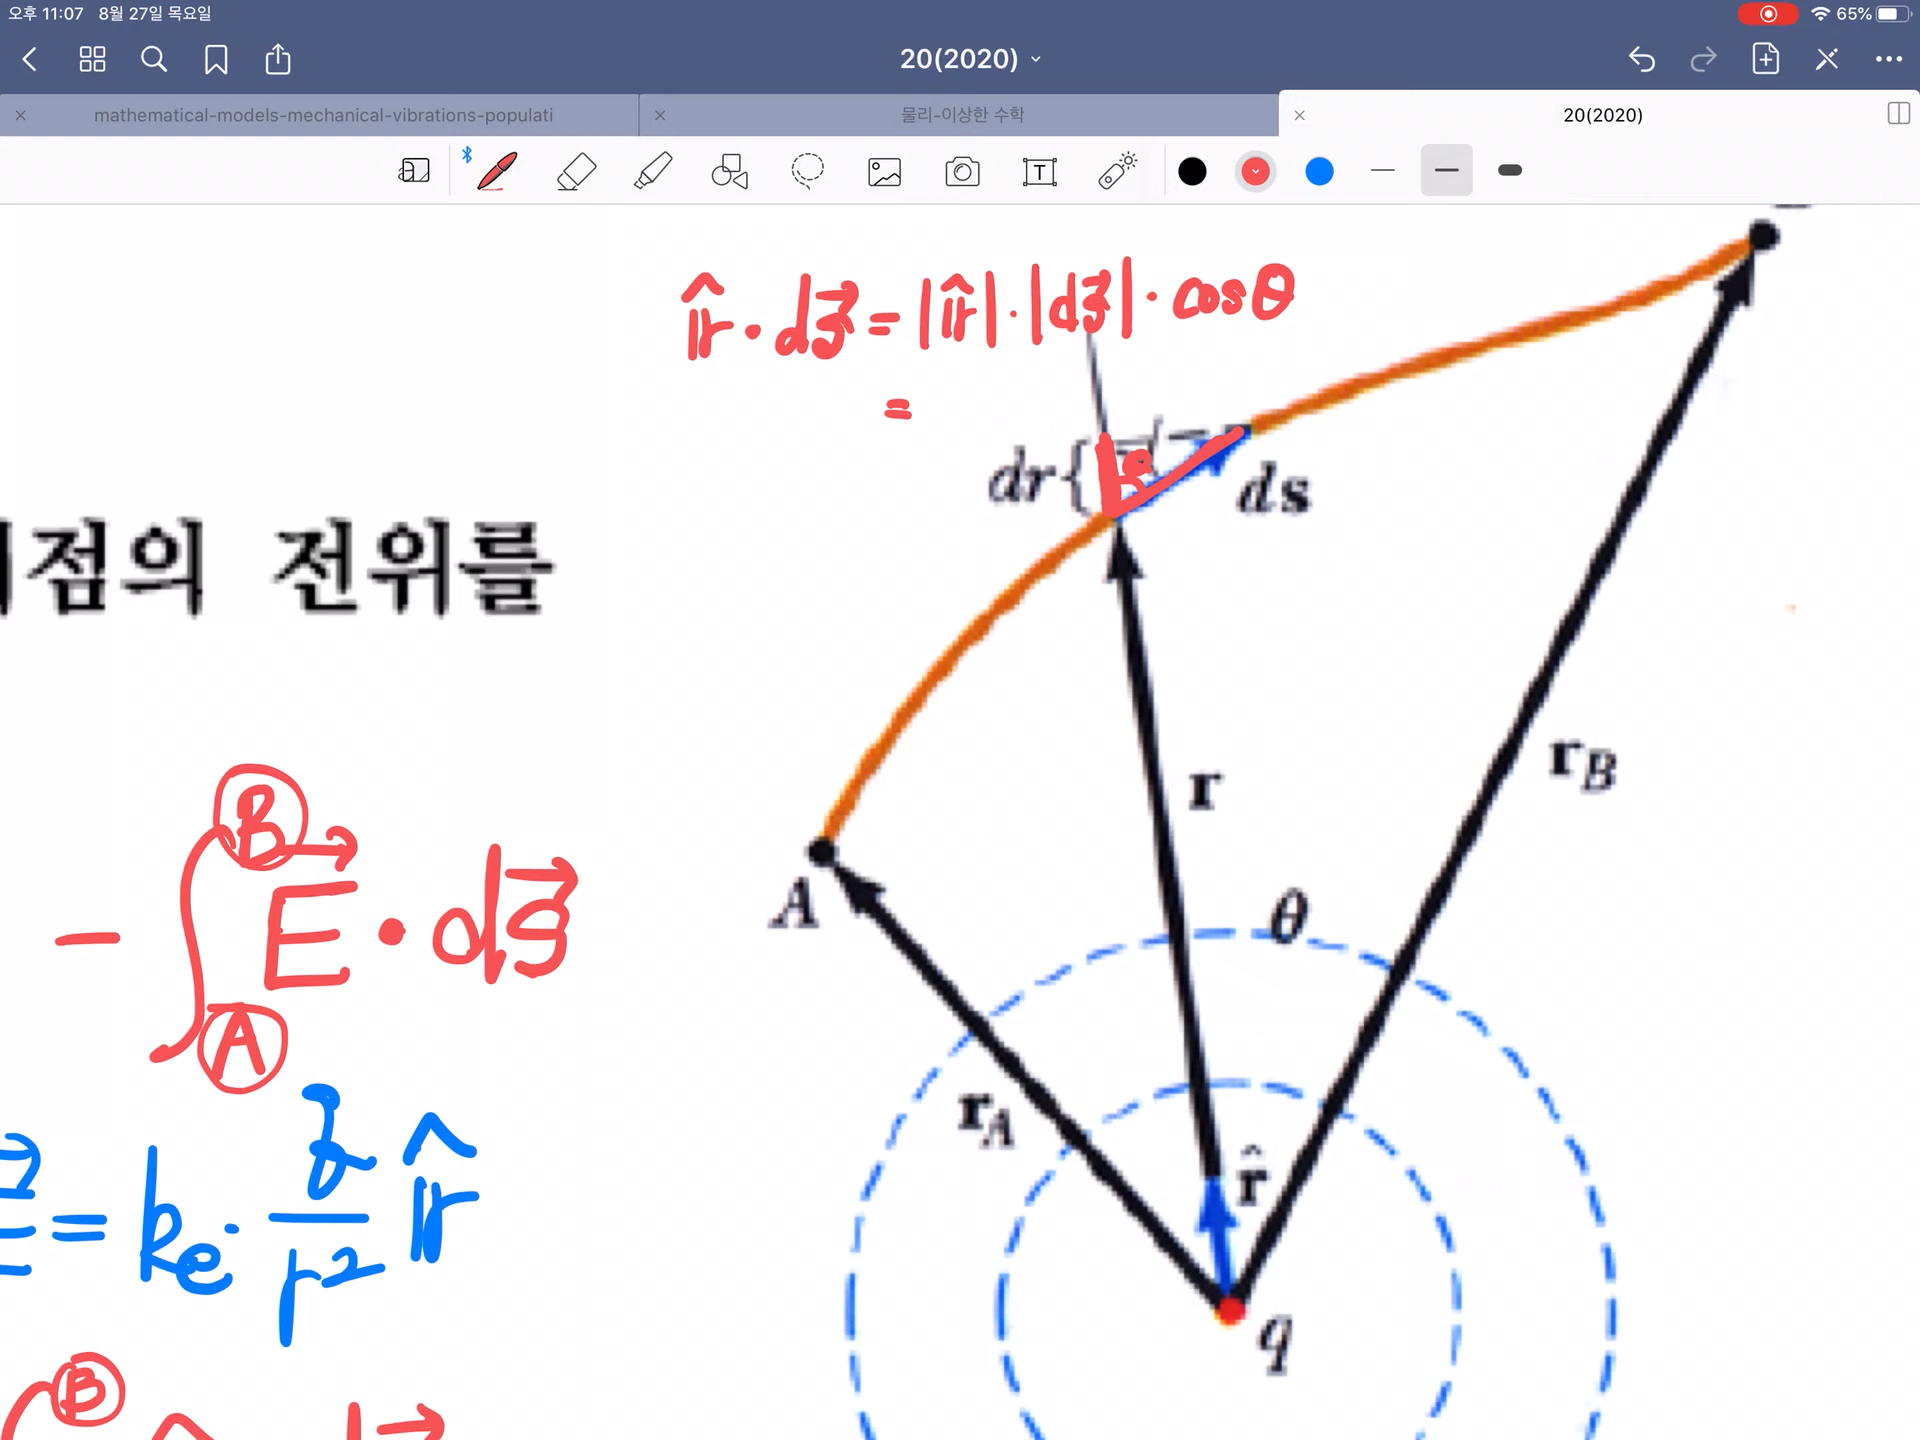 오후 11:07 8월 27일 목요일 65%
20(2020)
mathematical-models-mechanical-vibrations-populati
물리-이상한 수학
20(2020)
r̂ · ds⃗ = |r̂| · |ds⃗| · cosθ
=
dr{
ds
점의 전위를
r
r_B
A
θ
- ∫_A^B E⃗ · ds⃗
r_A
r̂
E⃗ = k_e · q/r² r̂
q
B